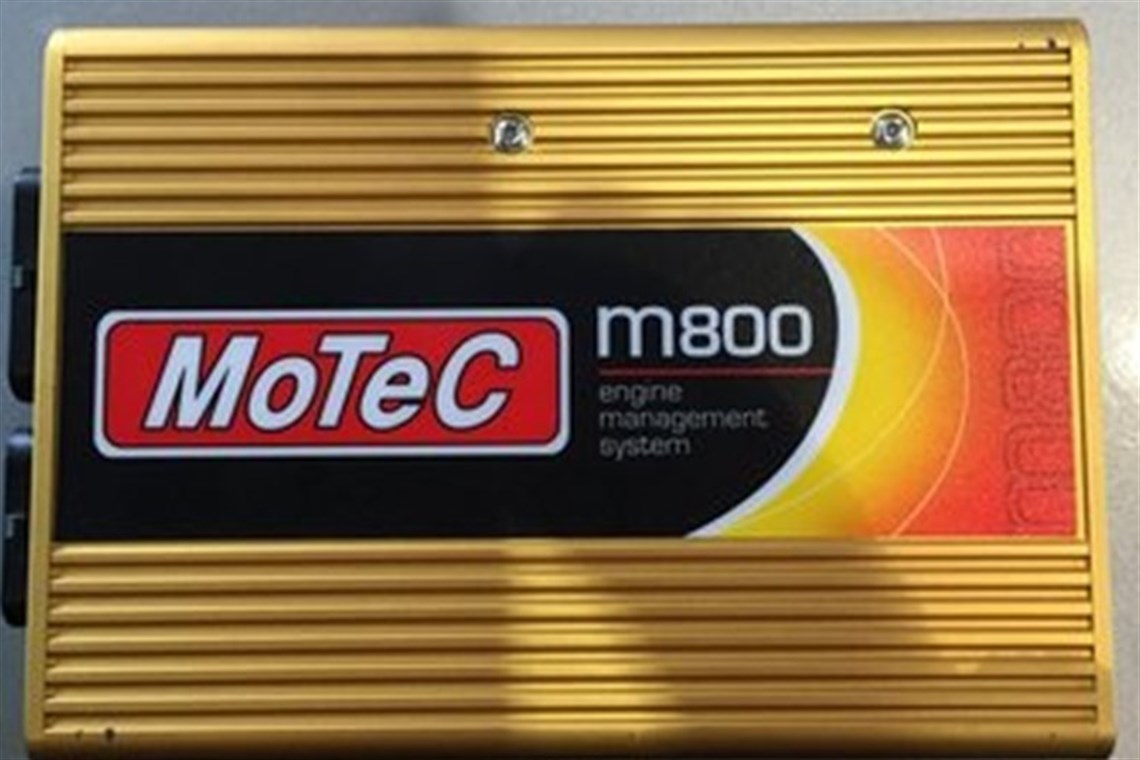 MoTeC
m800
engine
management
system